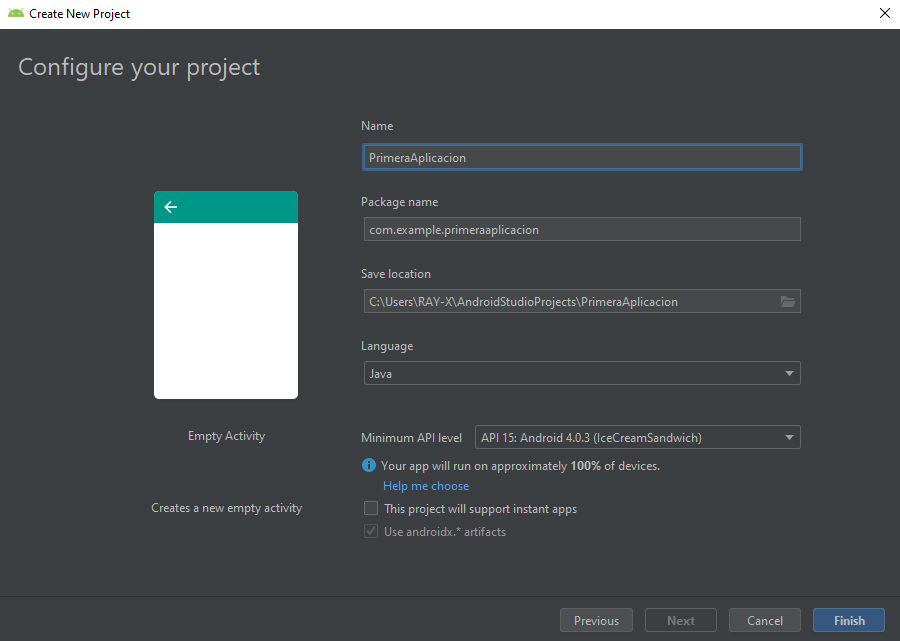 Create New Project
Configure your project
Name
PrimeraAplicacion
Package name
com.example.primeraaplicacion
Save location
C:\Users\RAY-X\AndroidStudioProjects\PrimeraAplicacion
Language
Java
Empty Activity
Minimum API level API 15: Android 4.0.3 (IceCreamSandwich)
Your app will run on approximately 100% of devices.
Help me choose
Creates a new empty activity
This project will support instant apps
Use androidx.* artifacts
Previous Next Cancel Finish